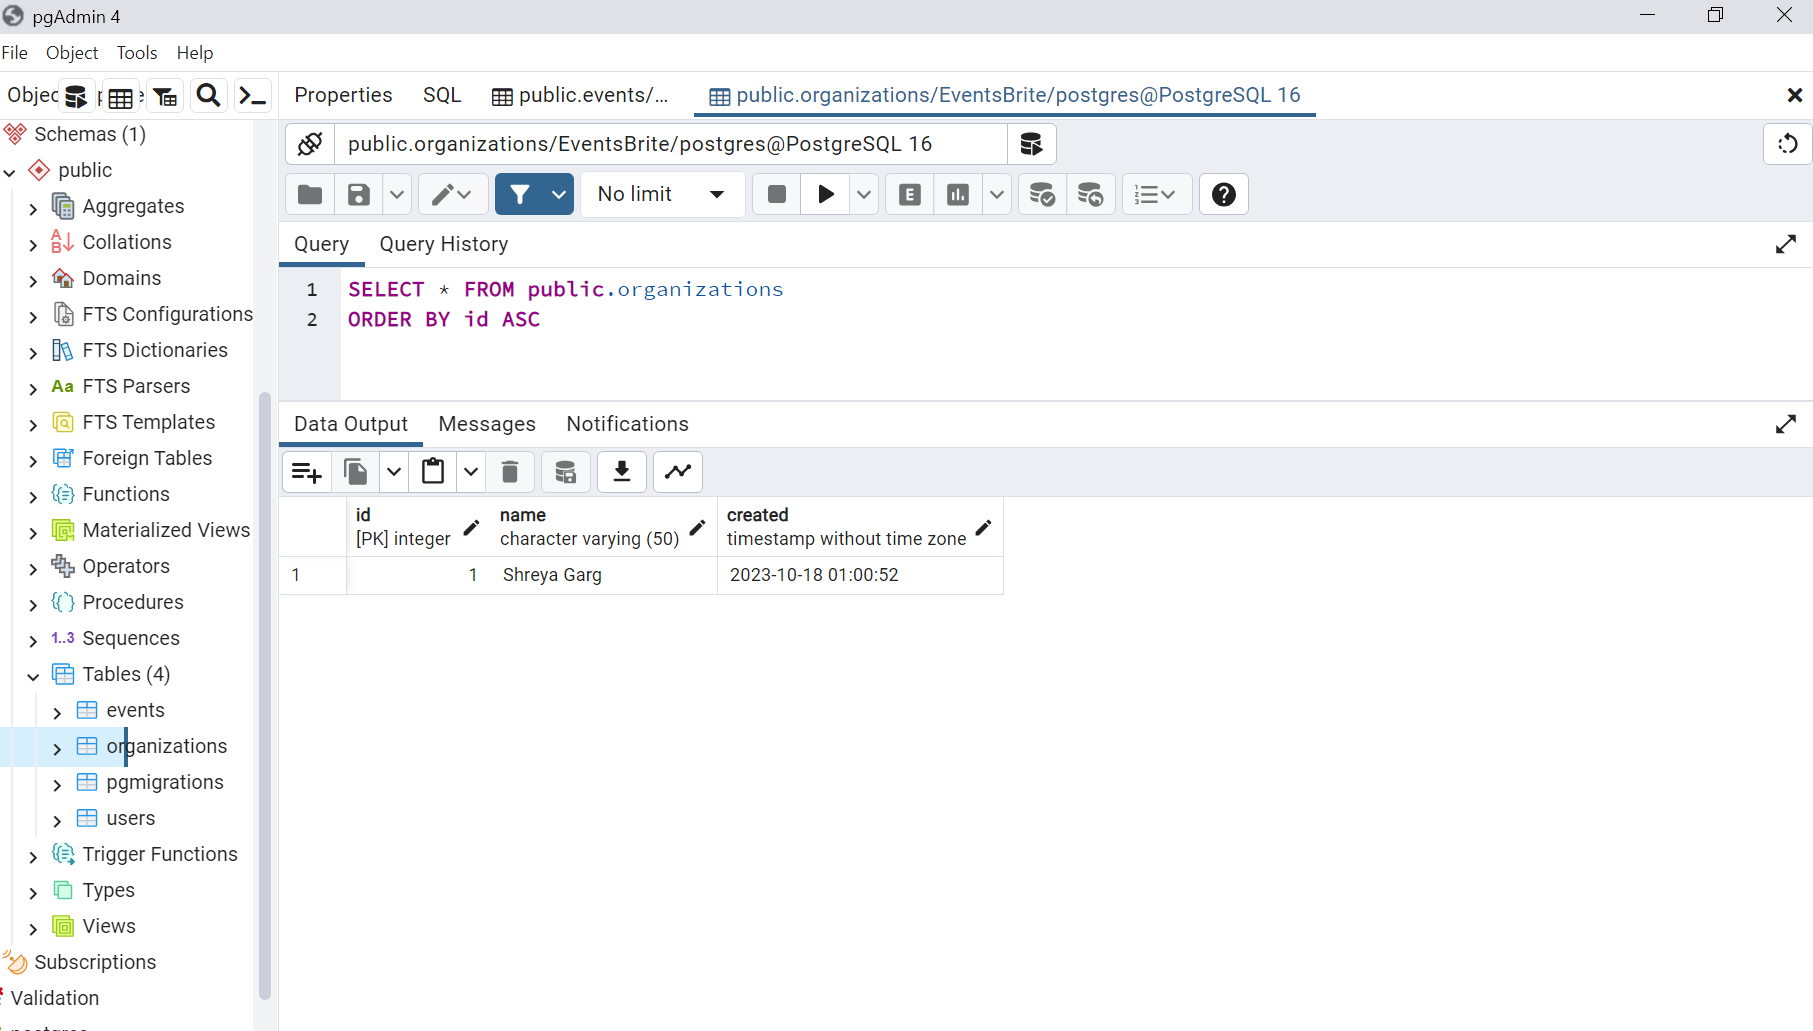 pgAdmin 4
File Object Tools Help
Objec
Properties SQL public.events/... public.organizations/EventsBrite/postgres@PostgreSQL 16
public.organizations/EventsBrite/postgres@PostgreSQL 16
No limit
E
Query Query History
1 SELECT * FROM public.organizations
2 ORDER BY id ASC
Data Output Messages Notifications
id name created
[PK] integer character varying (50) timestamp without time zone
1 1 Shreya Garg 2023-10-18 01:00:52
Schemas (1)
public
Aggregates
Collations
Domains
FTS Configurations
FTS Dictionaries
Aa FTS Parsers
FTS Templates
Foreign Tables
Functions
Materialized Views
Operators
Procedures
1..3 Sequences
Tables (4)
events
organizations
pgmigrations
users
Trigger Functions
Types
Views
Subscriptions
Validation